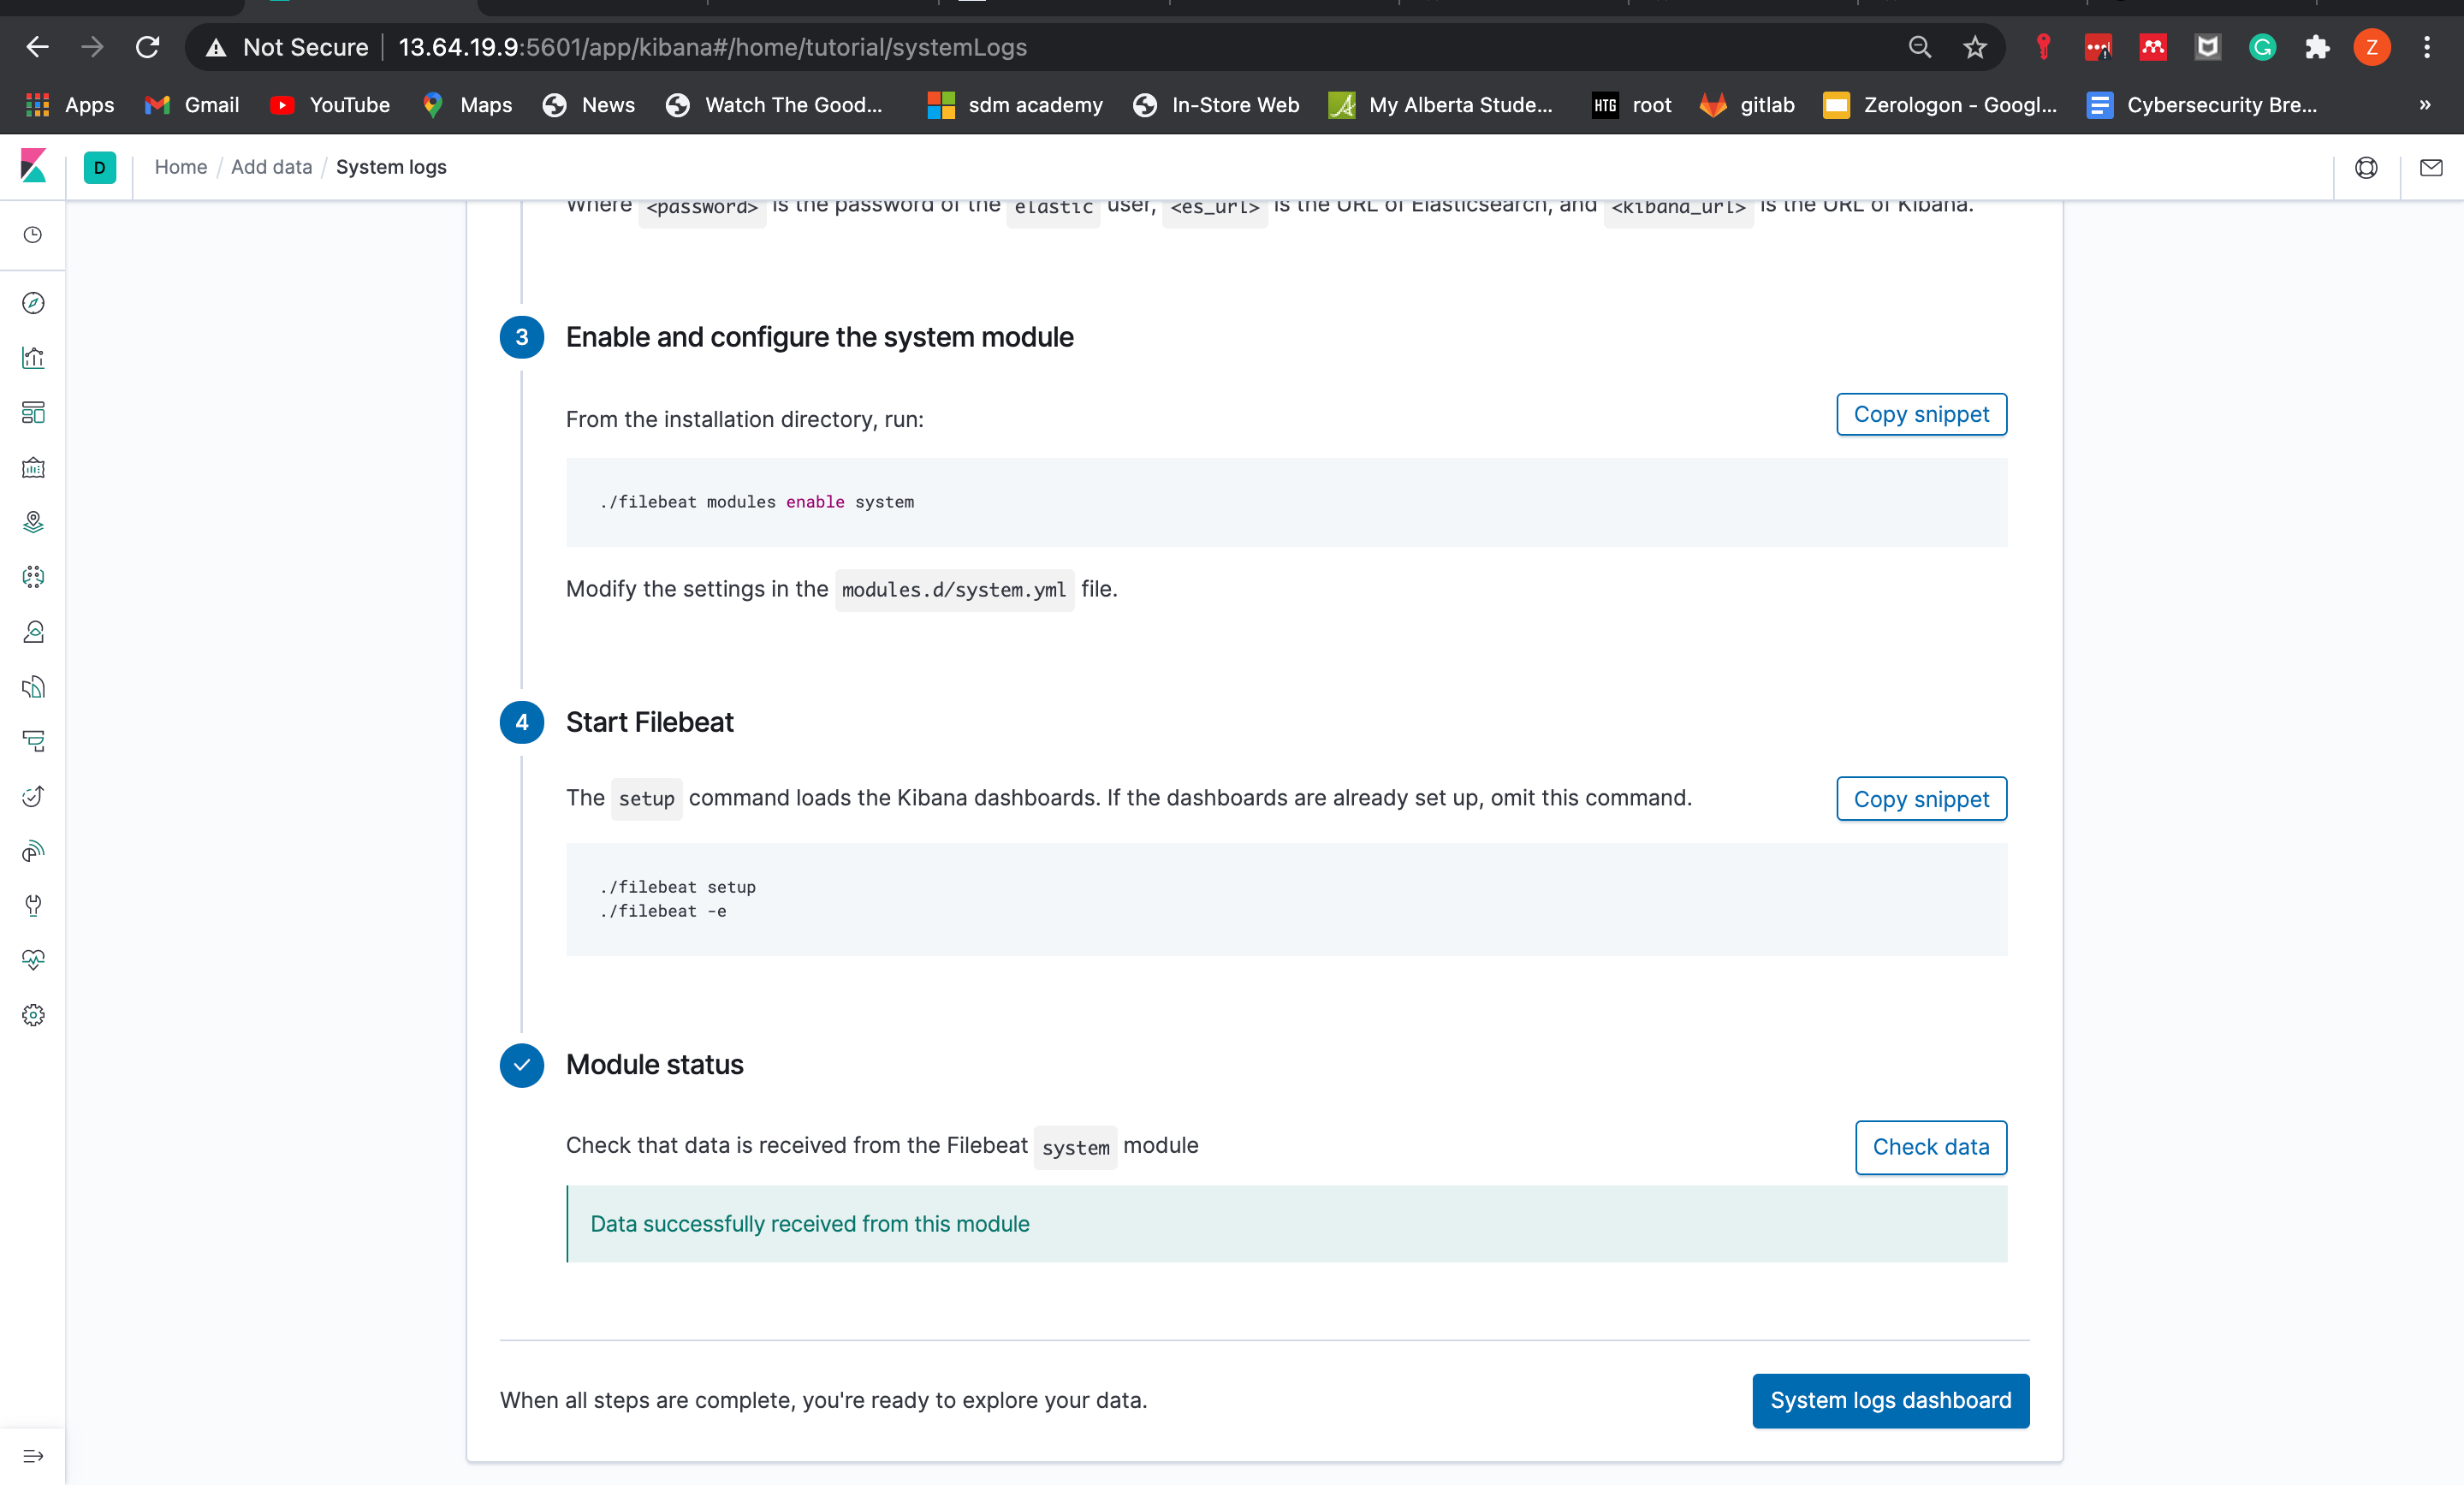 Not Secure 13.64.19.9:5601/app/kibana#/home/tutorial/systemLogs
Z
Apps Gmail YouTube Maps News Watch The Good... sdm academy In-Store Web My Alberta Stude... HTG root gitlab Zerologon - Googl... Cybersecurity Bre... »
D Home / Add data / System logs
Where <password> is the password of the elastic user, <es_url> is the URL of Elasticsearch, and <kibana_url> is the URL of Kibana.
3 Enable and configure the system module
From the installation directory, run:
Copy snippet
./filebeat modules enable system
Modify the settings in the modules.d/system.yml file.
4 Start Filebeat
The setup command loads the Kibana dashboards. If the dashboards are already set up, omit this command.
Copy snippet
./filebeat setup
./filebeat -e
Module status
Check that data is received from the Filebeat system module
Check data
Data successfully received from this module
When all steps are complete, you're ready to explore your data.
System logs dashboard